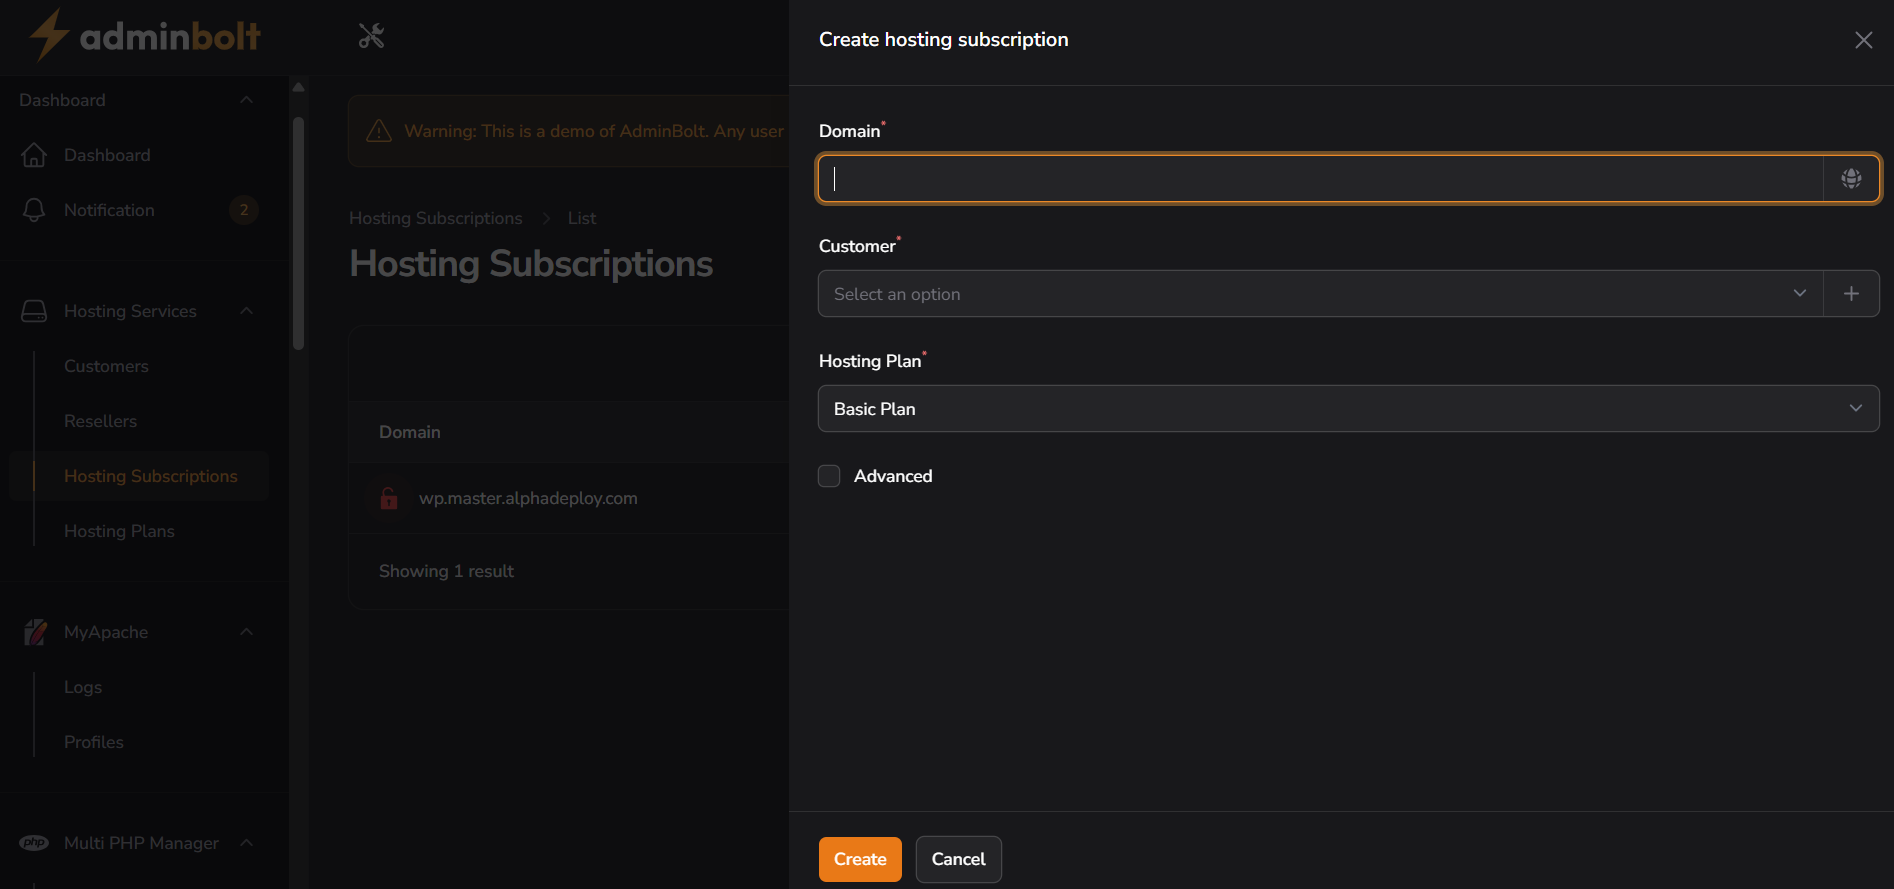 adminbolt
Dashboard
Dashboard
Notification
2
Hosting Services
Customers
Resellers
Hosting Subscriptions
Hosting Plans
MyApache
Logs
Profiles
php
Multi PHP Manager
Warning: This is a demo of AdminBolt. Any user
Hosting Subscriptions > List
Hosting Subscriptions
Domain
wp.master.alphadeploy.com
Showing 1 result
Create hosting subscription
Domain*
Customer*
Select an option
Hosting Plan*
Basic Plan
Advanced
Create
Cancel